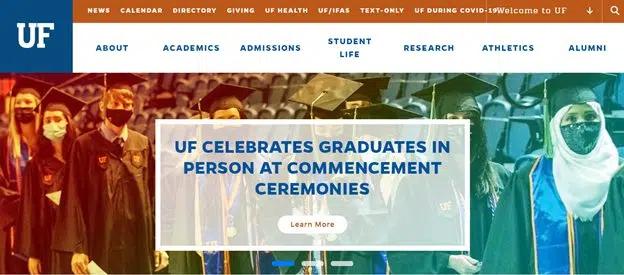 NEWS CALENDAR DIRECTORY GIVING UF HEALTH UF/IFAS TEXT-ONLY UF DURING COVID-19 Welcome to UF
UF
ABOUT ACADEMICS ADMISSIONS STUDENT LIFE RESEARCH ATHLETICS ALUMNI
UF CELEBRATES GRADUATES IN
PERSON AT COMMENCEMENT
CEREMONIES
Learn More